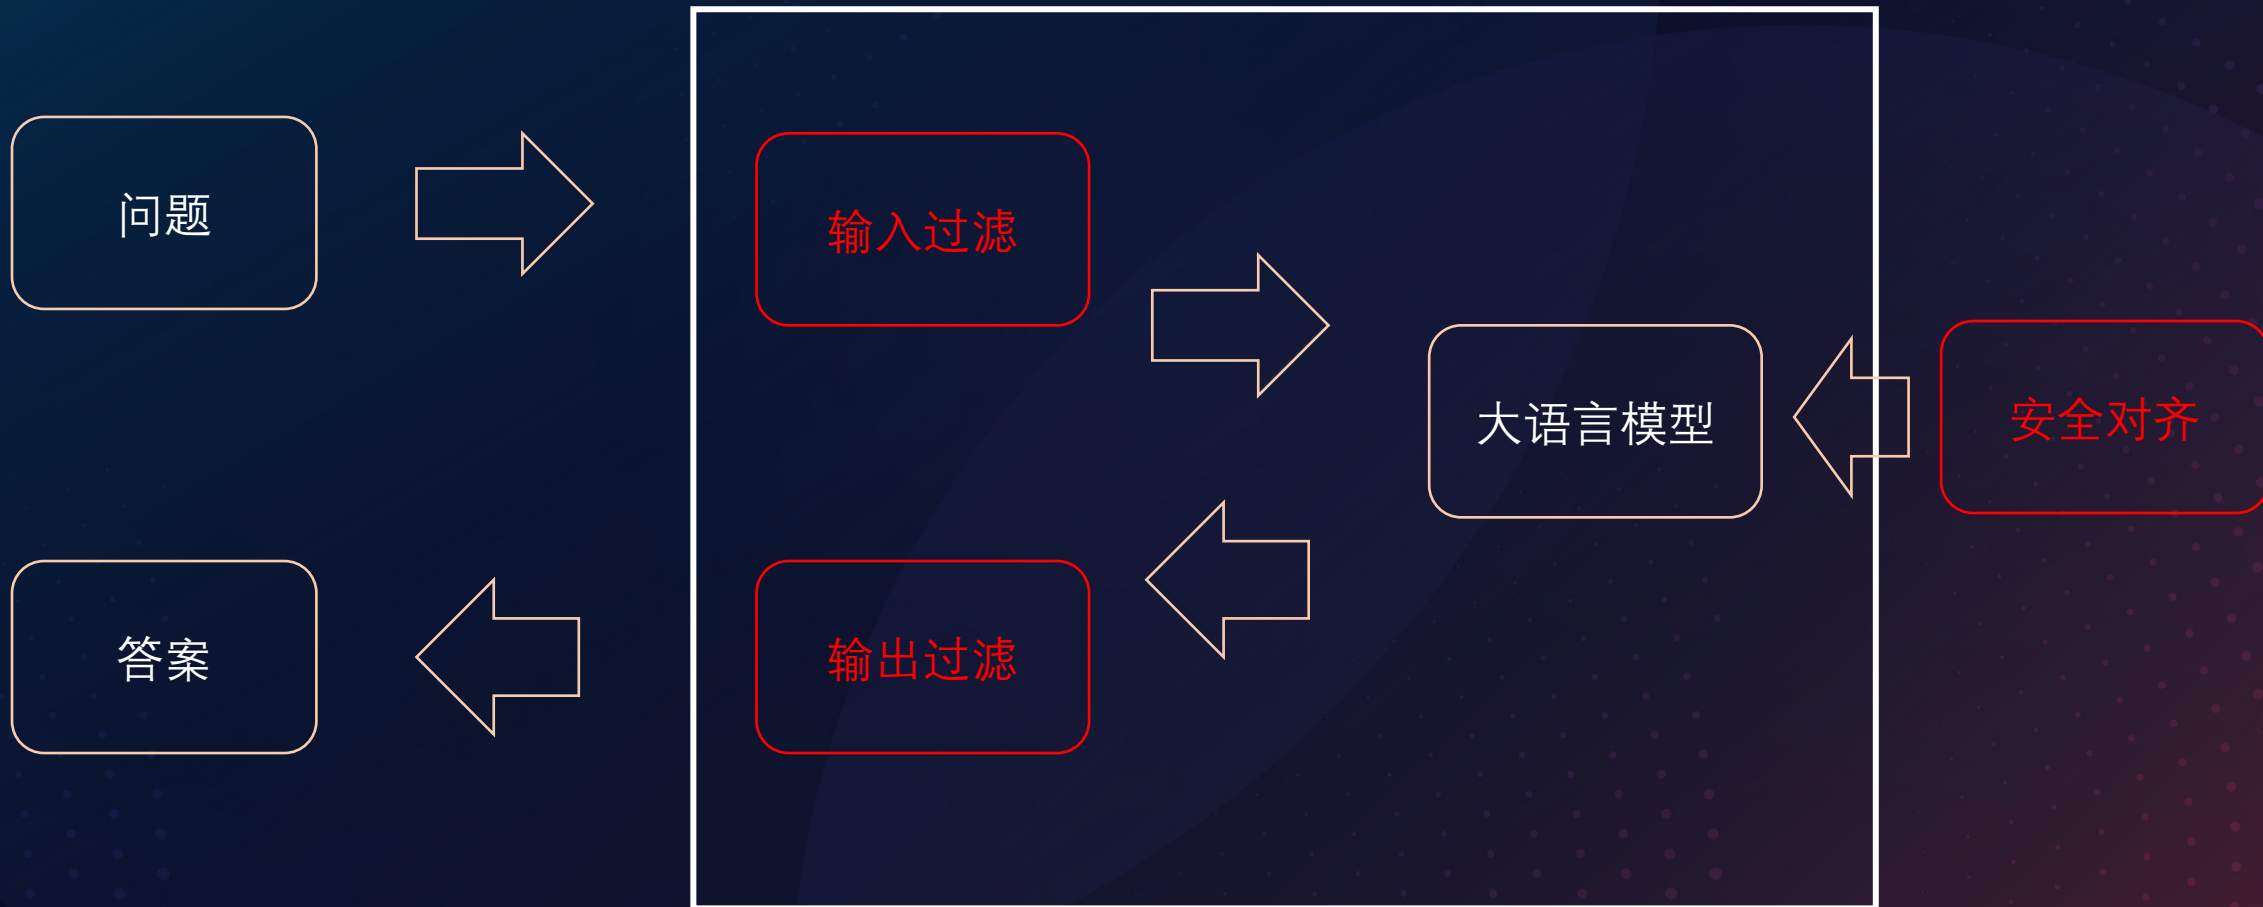 问题
输入过滤
大语言模型
安全对齐
答案
输出过滤